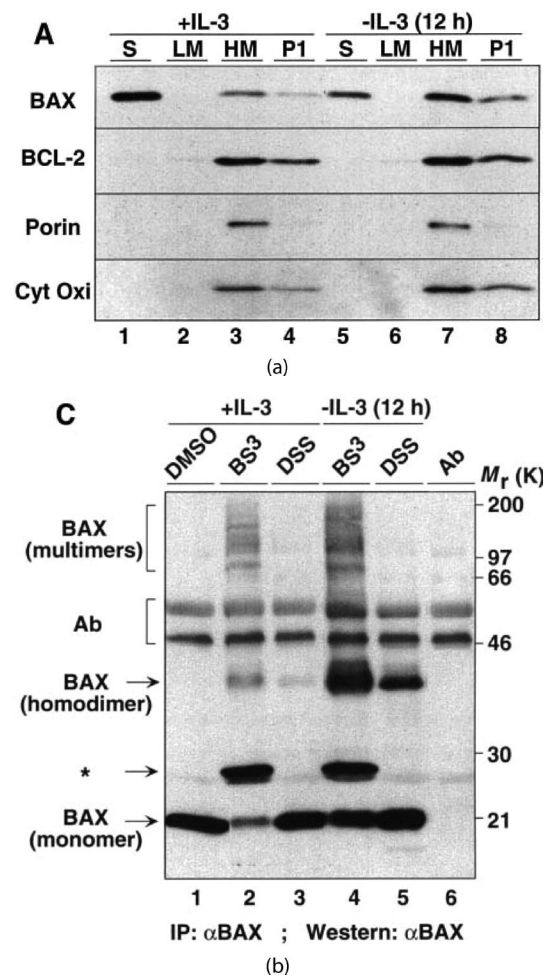 A
+IL-3 -IL-3 (12 h)
S LM HM P1 S LM HM P1
BAX
BCL-2
Porin
Cyt Oxi
1 2 3 4 5 6 7 8
(a)
C
+IL-3 -IL-3 (12 h)
DMSO BS3 DSS BS3 DSS Ab
Mr (K)
200
BAX
(multimers)
97
66
Ab
46
BAX
(homodimer)
30
*
BAX
(monomer)
21
1 2 3 4 5 6
IP: αBAX ; Western: αBAX
(b)